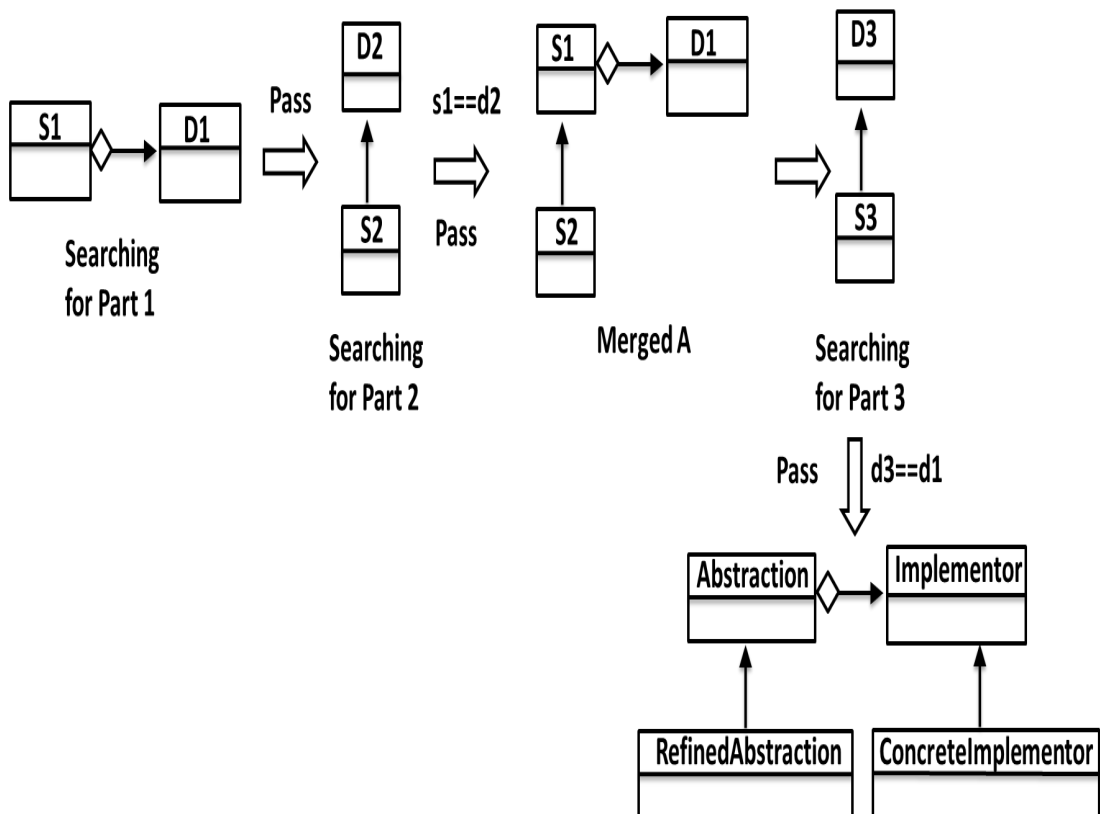 S1
D1
Searching
for Part 1
Pass
D2
S2
Searching
for Part 2
s1==d2
Pass
S1
D1
S2
Merged A
D3
S3
Searching
for Part 3
Pass
d3==d1
Abstraction
Implementor
RefinedAbstraction
ConcreteImplementor